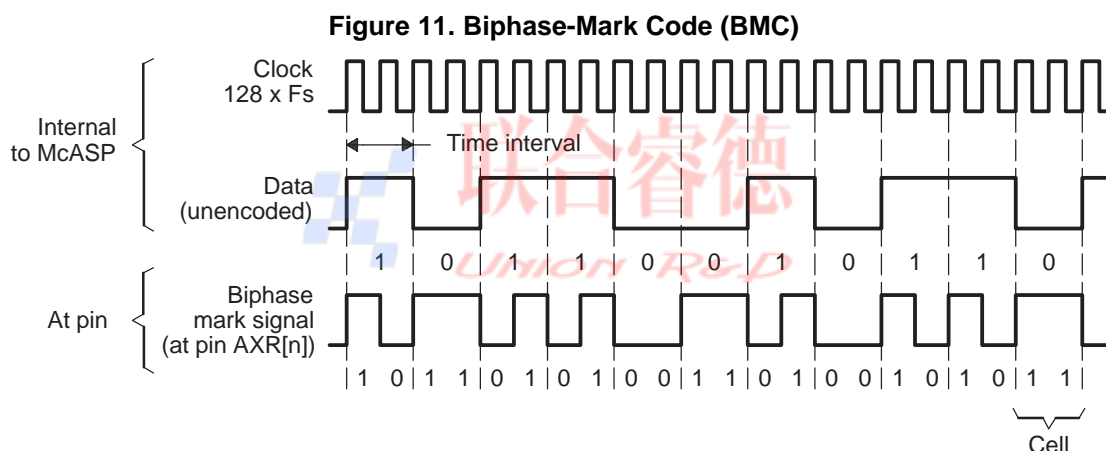 Figure 11. Biphase-Mark Code (BMC)
Clock
128 x Fs
Internal
to McASP
Time interval
联合睿德
Data
(unencoded)
1 0 1 1 0 0 1 0 1 1 0
Union R&D
At pin
Biphase
mark signal
(at pin AXR[n])
1 0 1 1 0 1 0 1 0 0 1 1 0 1 0 0 1 0 1 0 1 1
Cell